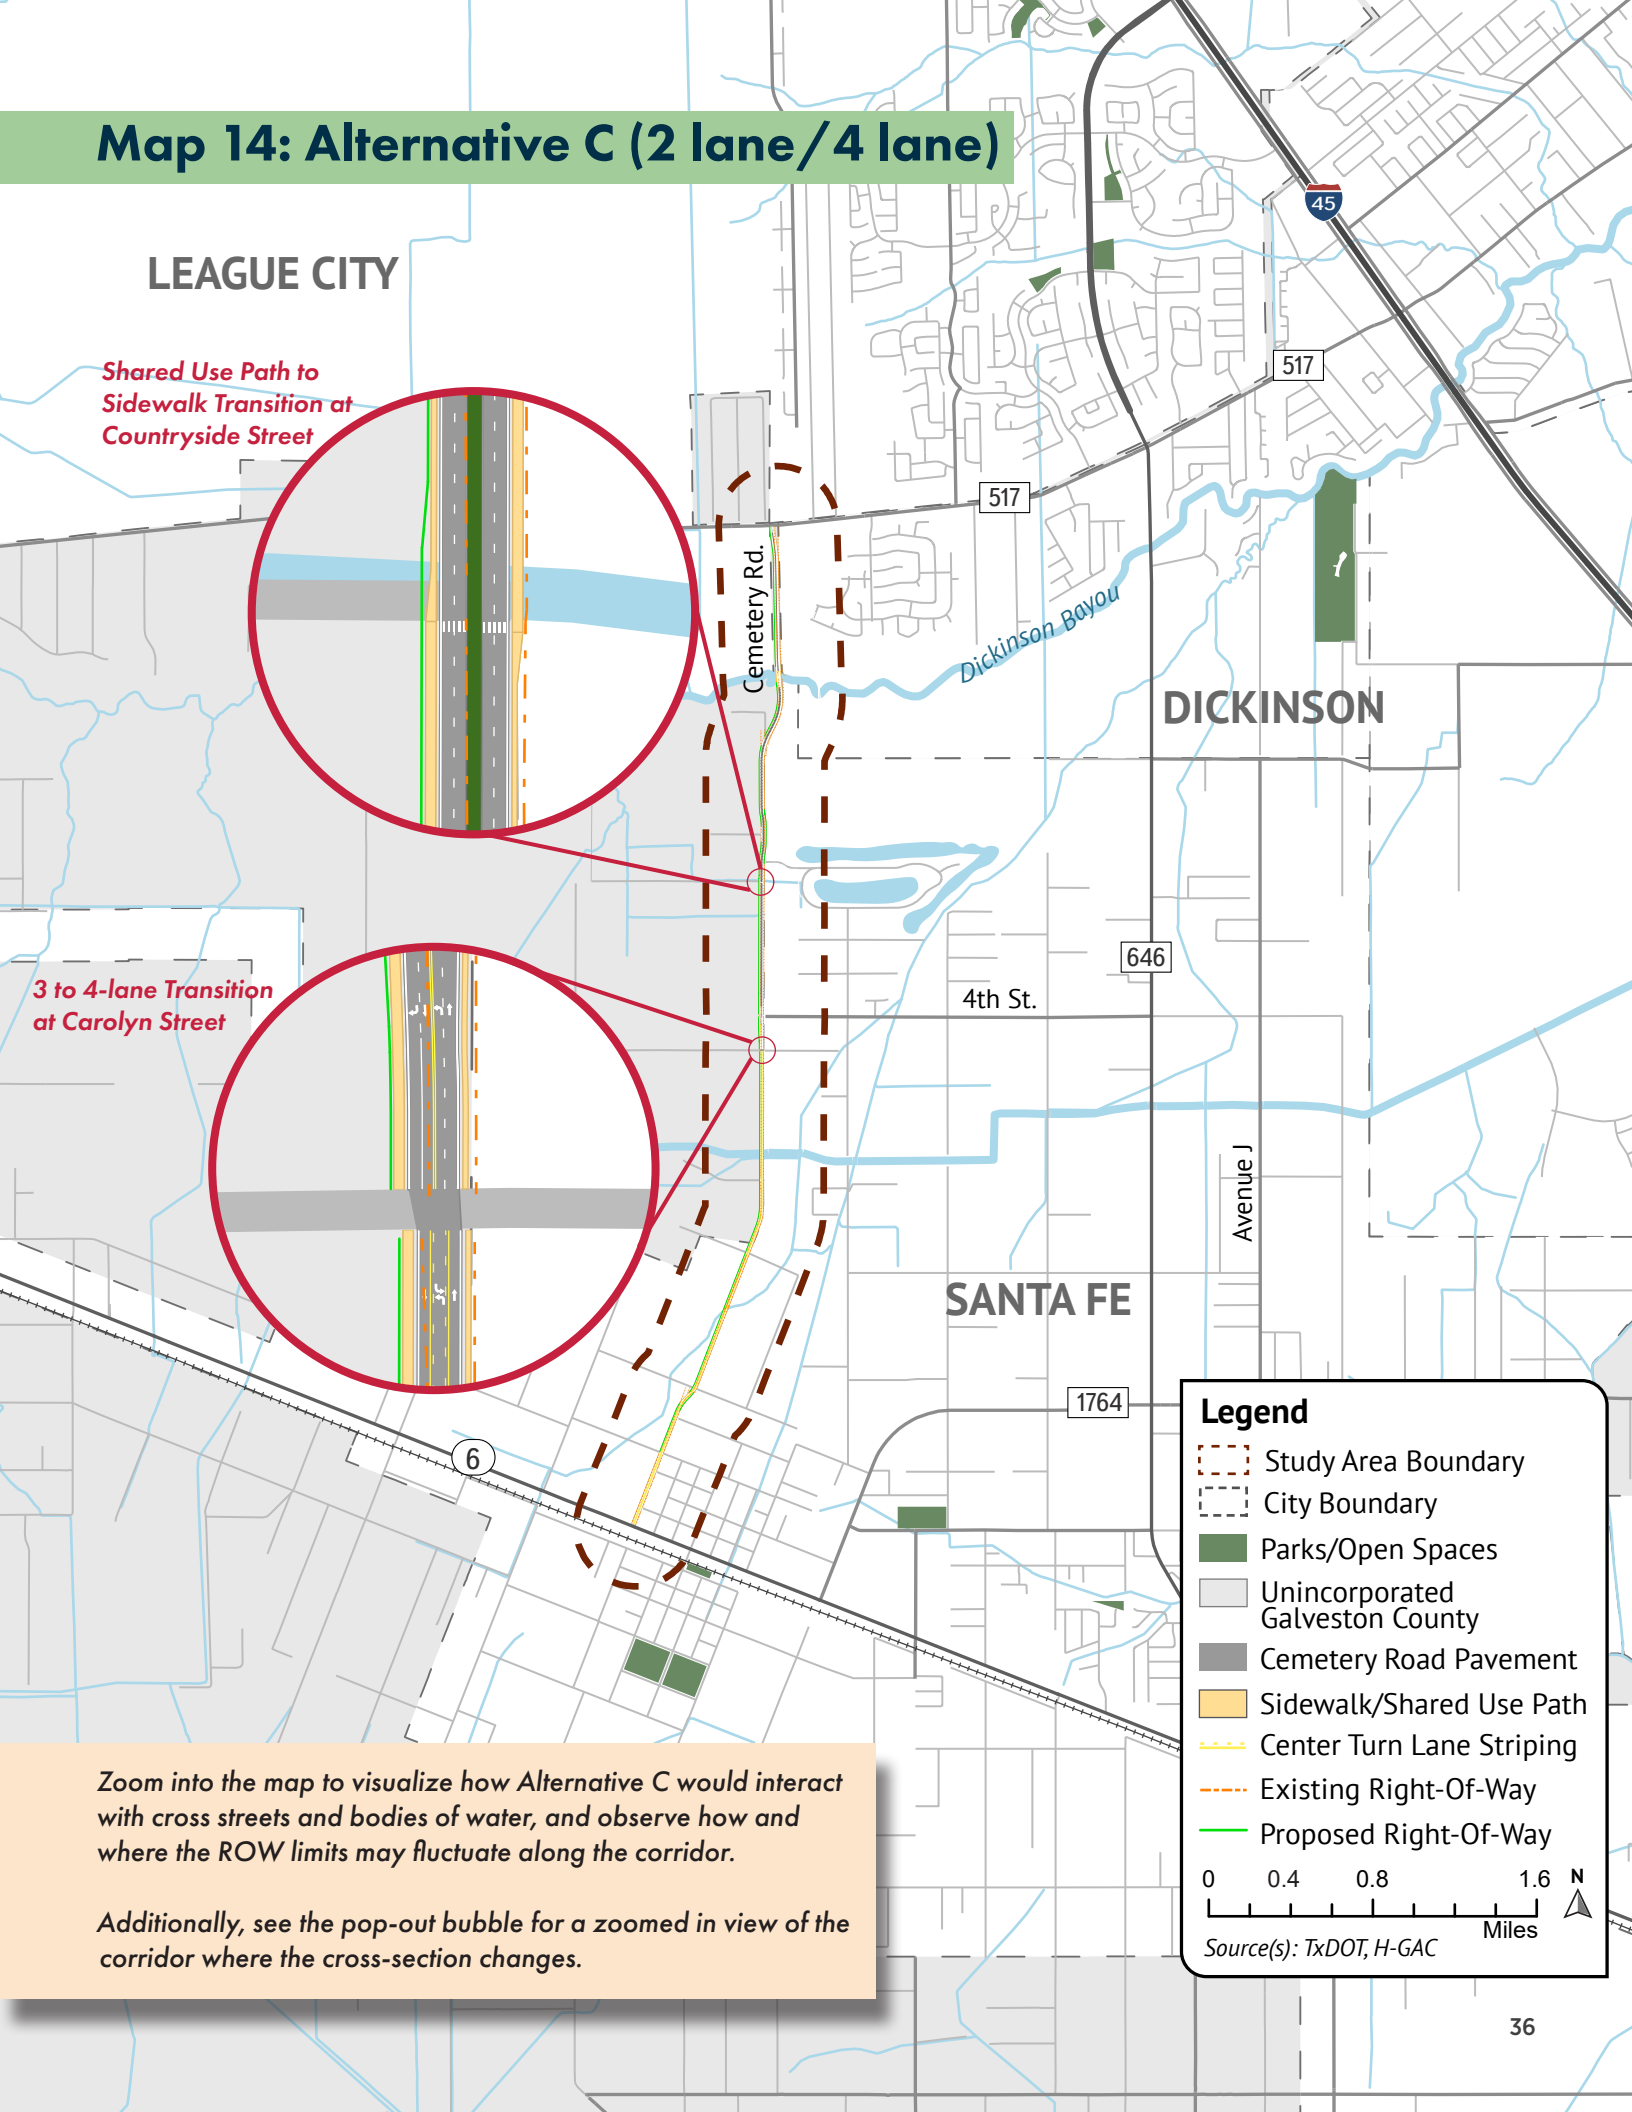 Map 14: Alternative C (2 lane/4 lane)
45
LEAGUE CITY
Shared Use Path to
Sidewalk Transition at
Countryside Street
517
517
Cemetery Rd.
Dickinson Bayou
DICKINSON
646
4th St.
3 to 4-lane Transition
at Carolyn Street
Avenue J
SANTA FE
1764
6
Legend
Study Area Boundary
City Boundary
Parks/Open Spaces
Unincorporated
Galveston County
Cemetery Road Pavement
Sidewalk/Shared Use Path
Center Turn Lane Striping
Existing Right-Of-Way
Proposed Right-Of-Way
0 0.4 0.8 1.6 N
Miles
Source(s): TxDOT, H-GAC
Zoom into the map to visualize how Alternative C would interact
with cross streets and bodies of water, and observe how and
where the ROW limits may fluctuate along the corridor.
Additionally, see the pop-out bubble for a zoomed in view of the
corridor where the cross-section changes.
36